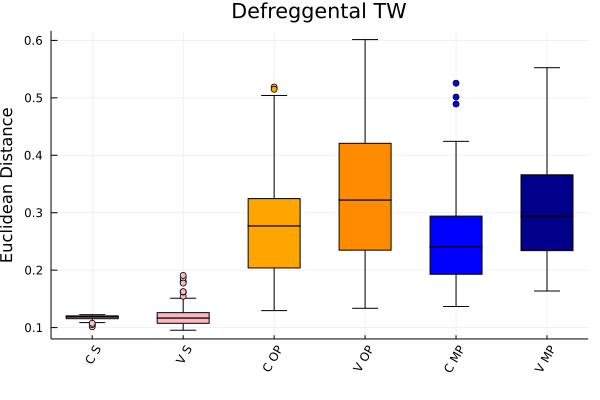 Defreggental TW
Euclidean Distance
0.6
0.5
0.4
0.3
0.2
0.1
C S
V S
C OP
V OP
C MP
V MP